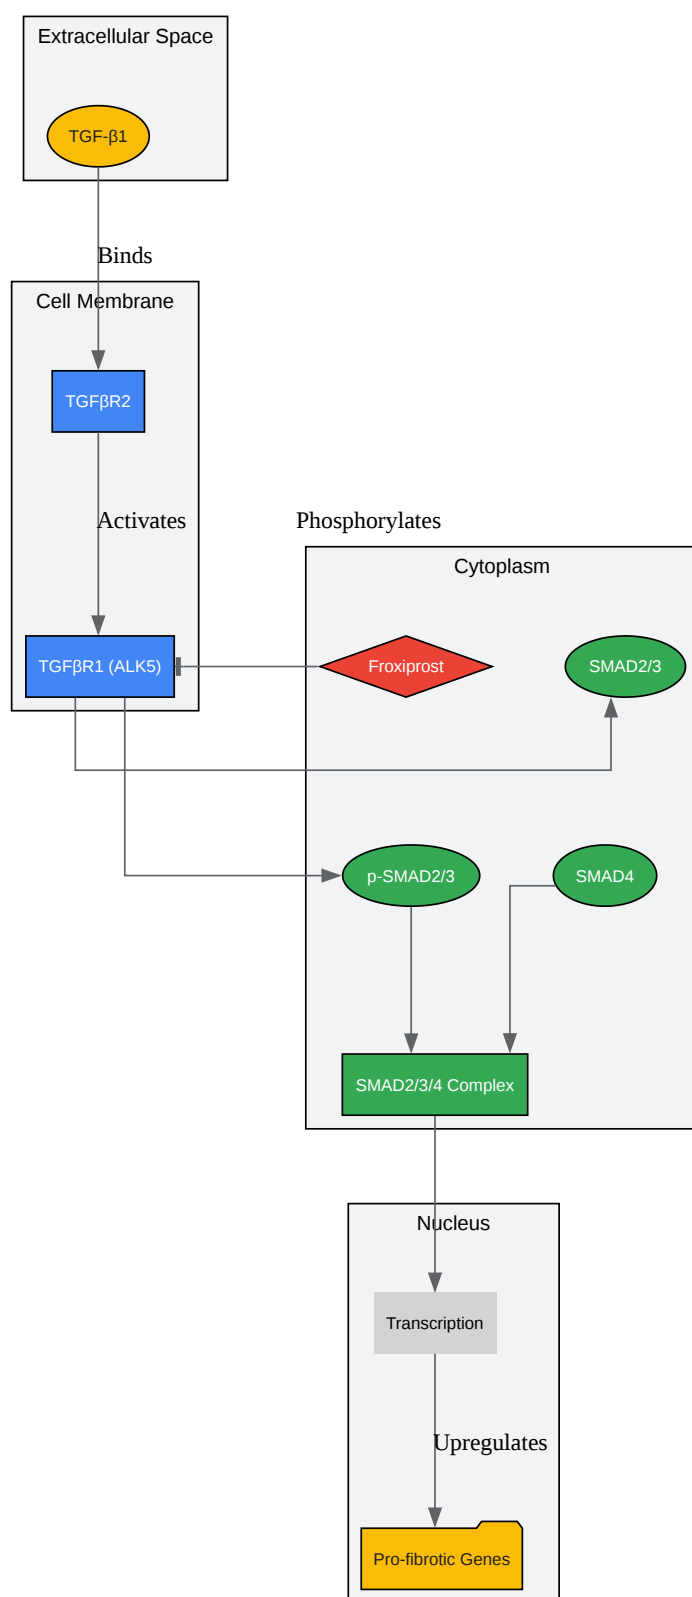 Extracellular Space
TGF-β1
Binds
Cell Membrane
TGFβR2
Activates
Phosphorylates
Cytoplasm
TGFβR1 (ALK5)
Froxiprost
SMAD2/3
p-SMAD2/3
SMAD4
SMAD2/3/4 Complex
Nucleus
Transcription
Upregulates
Pro-fibrotic Genes